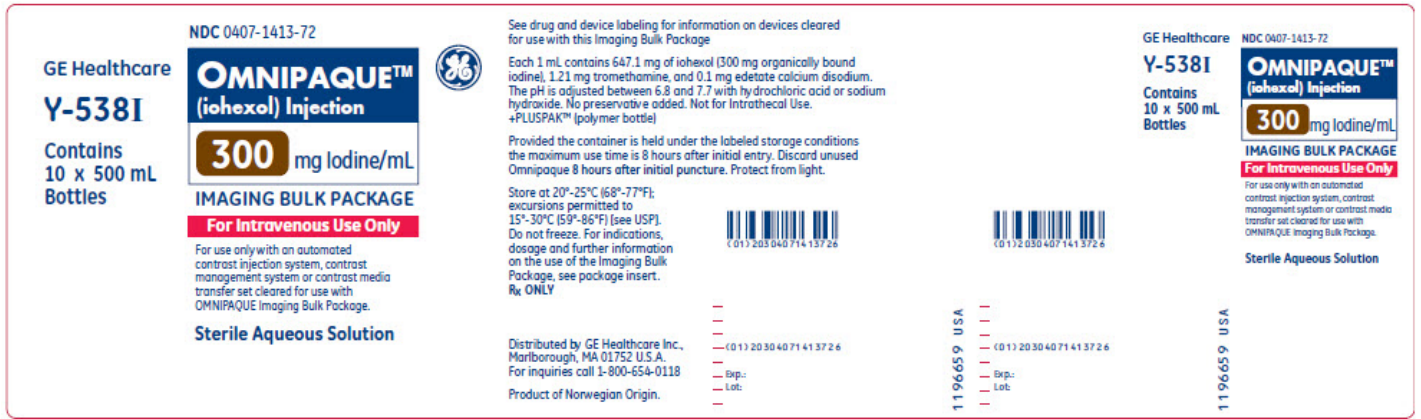 NDC 0407-1413-72
GE Healthcare
Y-538I
Contains
10 x 500 mL
Bottles
OMNIPAQUE™
(iohexol) Injection
300 mg Iodine/mL
IMAGING BULK PACKAGE
For Intravenous Use Only
For use only with an automated
contrast injection system, contrast
management system or contrast media
transfer set cleared for use with
OMNIPAQUE Imaging Bulk Package.
Sterile Aqueous Solution
GE
See drug and device labeling for information on devices cleared
for use with this Imaging Bulk Package
Each 1 mL contains 647.1 mg of iohexol (300 mg organically bound
iodine), 1.21 mg tromethamine, and 0.1 mg edetate calcium disodium.
The pH is adjusted between 6.8 and 7.7 with hydrochloric acid or sodium
hydroxide. No preservative added. Not for Intrathecal Use.
+PLUSPAK™ (polymer bottle)
Provided the container is held under the labeled storage conditions
the maximum use time is 8 hours after initial entry. Discard unused
Omnipaque 8 hours after initial puncture. Protect from light.
Store at 20°-25°C (68°-77°F);
excursions permitted to
15°-30°C (59°-86°F) [see USP].
Do not freeze. For indications,
dosage and further information
on the use of the Imaging Bulk
Package, see package insert.
Rx ONLY
Distributed by GE Healthcare Inc.,
Marlborough, MA 01752 U.S.A.
For inquiries call 1-800-654-0118
Product of Norwegian Origin.
(01)20304071413726
(01)20304071413726
Exp.:
Lot:
1196659 USA
(01)20304071413726
(01)20304071413726
Exp.:
Lot:
1196659 USA
GE Healthcare
Y-538I
Contains
10 x 500 mL
Bottles
NDC 0407-1413-72
OMNIPAQUE™
(iohexol) Injection
300 mg Iodine/mL
IMAGING BULK PACKAGE
For Intravenous Use Only
For use only with an automated
contrast injection system, contrast
management system or contrast media
transfer set cleared for use with
OMNIPAQUE Imaging Bulk Package.
Sterile Aqueous Solution